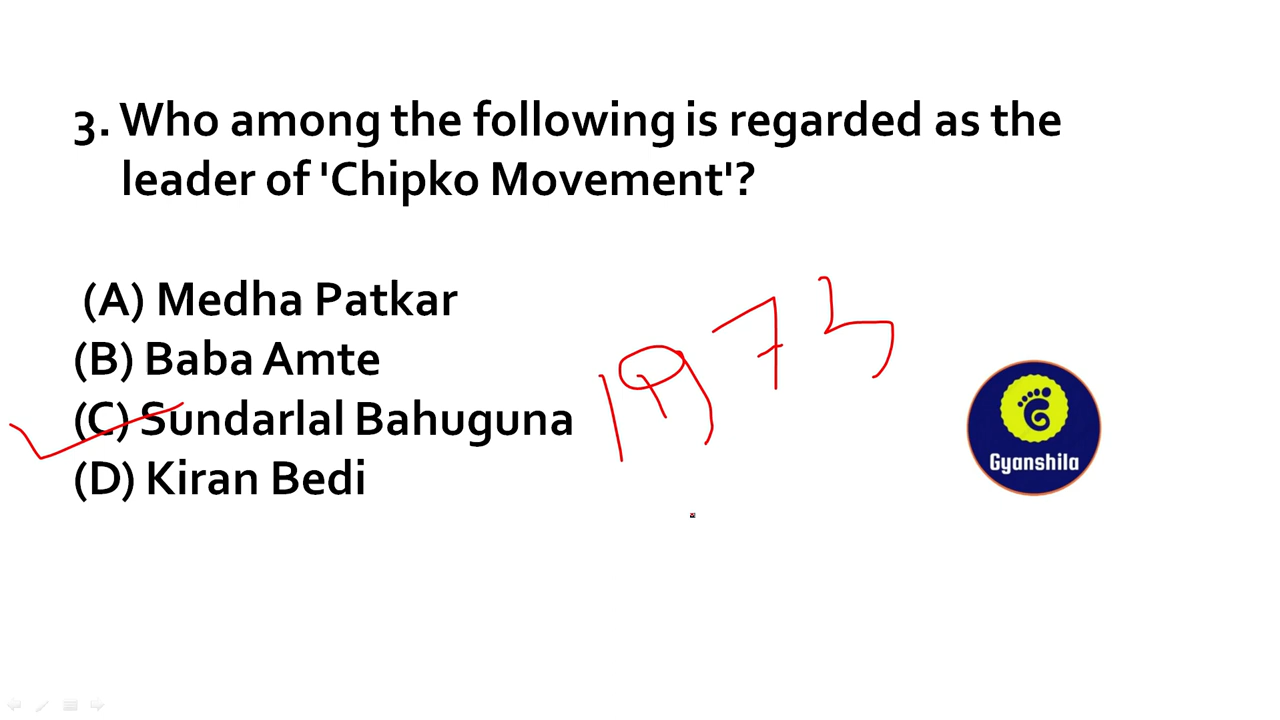 3. Who among the following is regarded as the
leader of 'Chipko Movement'?
(A) Medha Patkar
(B) Baba Amte
(C) Sundarlal Bahuguna
(D) Kiran Bedi
1973
Gyanshila